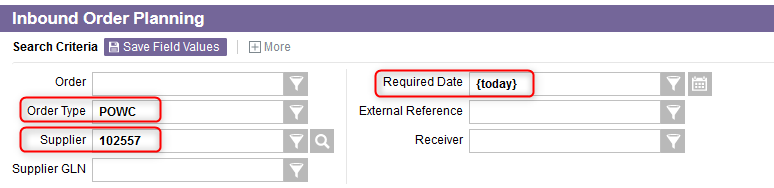 Inbound Order Planning
Search Criteria Save Field Values More
Order
Required Date {today}
Order Type POWC
External Reference
Supplier 102557
Receiver
Supplier GLN